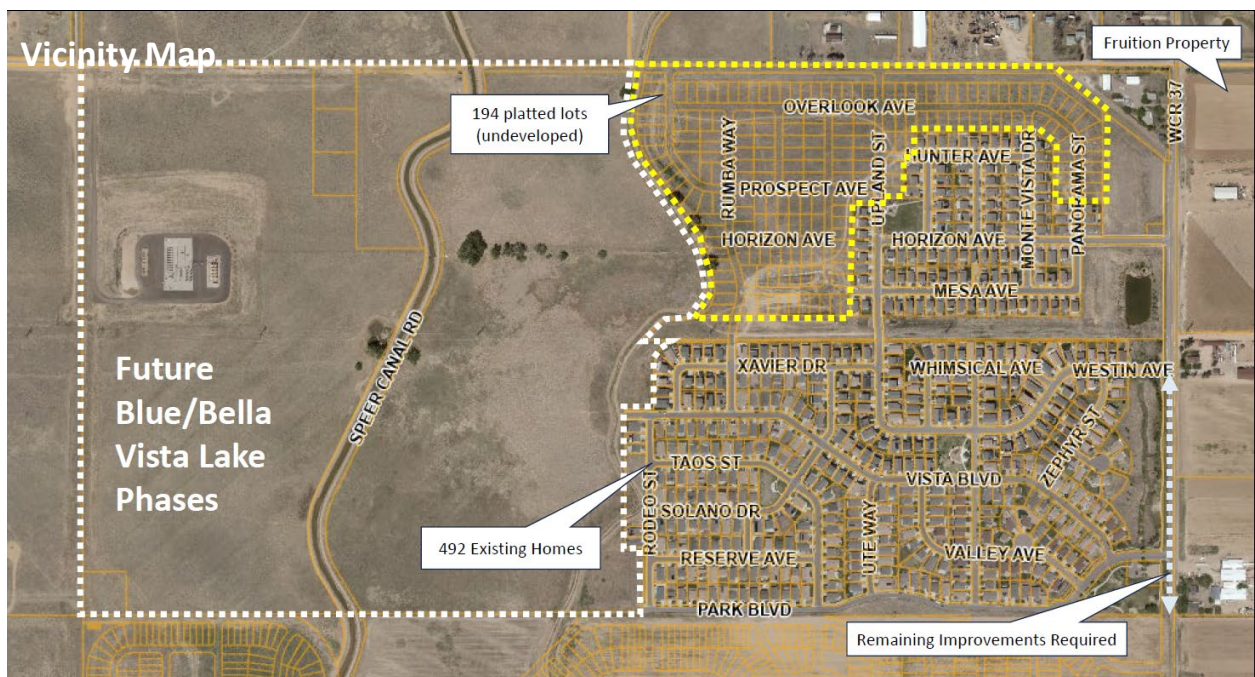 Vicinity Map
Fruition Property
194 platted lots
(undeveloped)
OVERLOOK AVE
WCR 37
RUMBA WAY
UPLAND ST
HUNTER AVE
MONTE VISTA DR
PANORAMA ST
PROSPECT AVE
HORIZON AVE
HORIZON AVE
MESA AVE
SPEER CANAL RD
Future
Blue/Bella
Vista Lake
Phases
XAVIER DR
WHIMSICAL AVE
WESTIN AVE
ZEPHYR ST
TAOS ST
VISTA BLVD
RODEO ST
SOLANO DR
UTE WAY
492 Existing Homes
RESERVE AVE
VALLEY AVE
PARK BLVD
Remaining Improvements Required